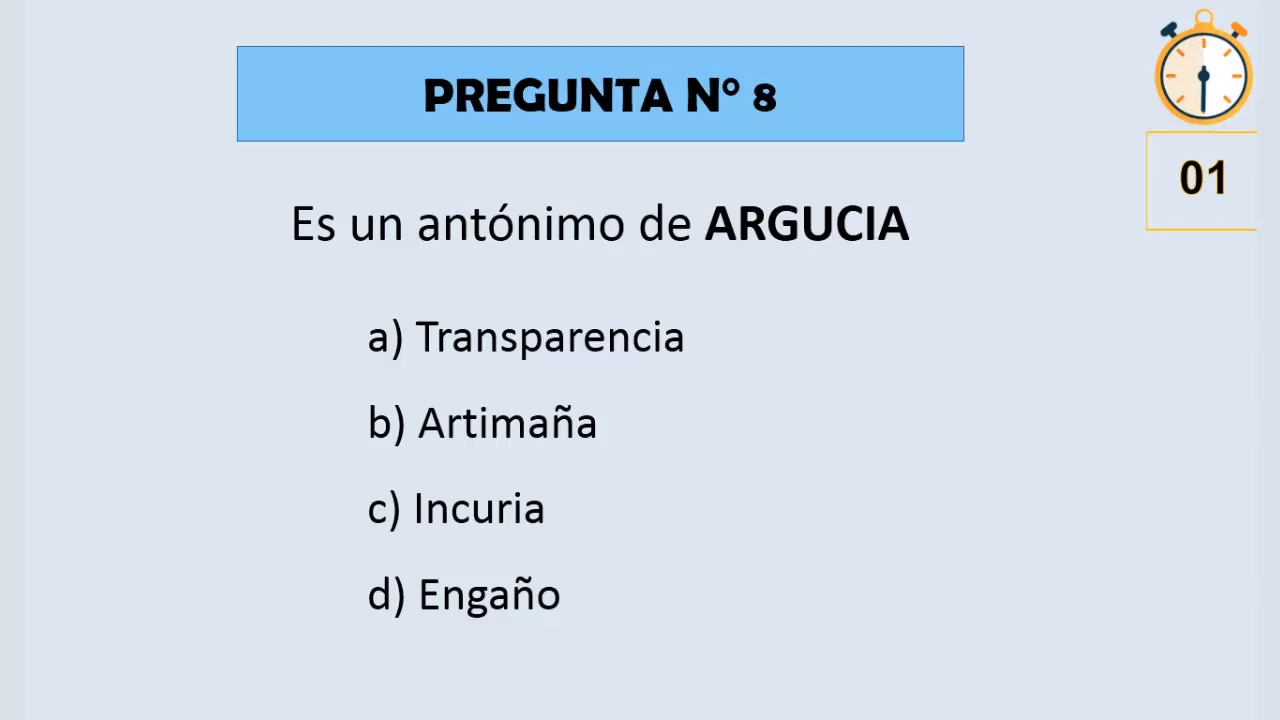 PREGUNTA N° 8
01
Es un antónimo de ARGUCIA
a) Transparencia
b) Artimaña
c) Incuria
d) Engaño